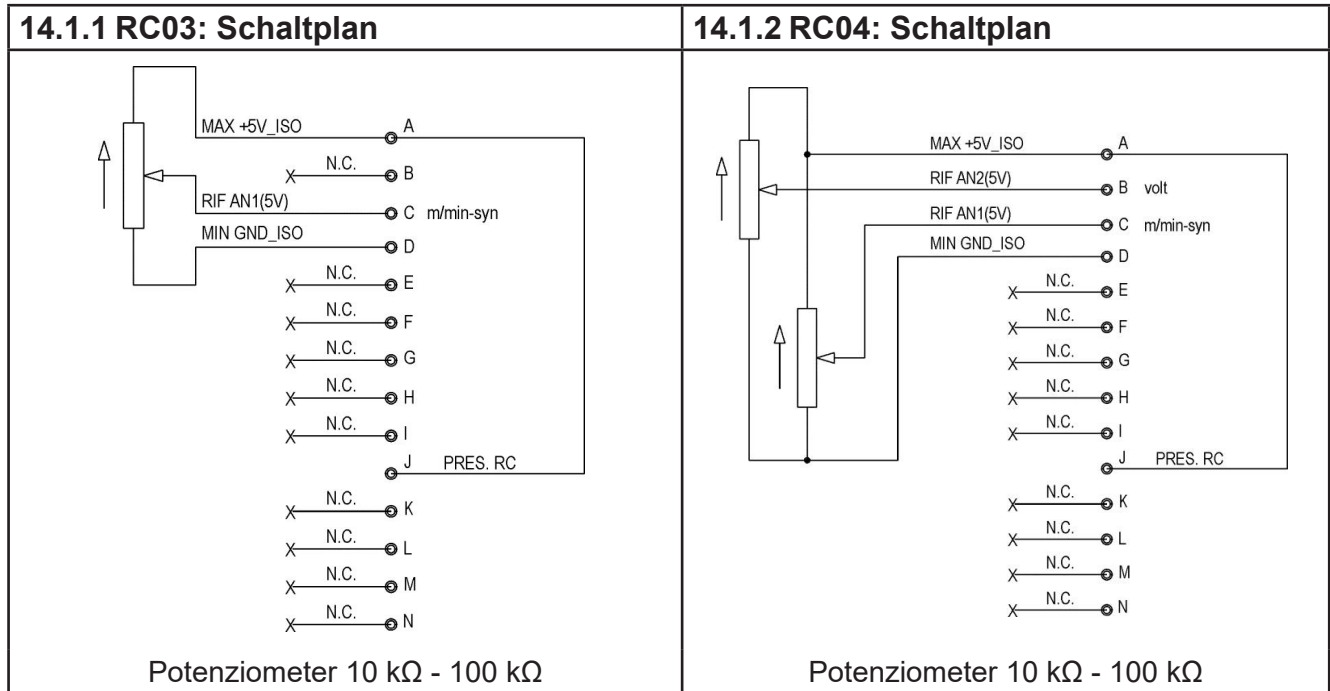 14.1.1 RC03: Schaltplan
MAX +5V_ISO A
N.C. B
RIF AN1(5V) C m/min-syn
MIN GND_ISO D
N.C. E
N.C. F
N.C. G
N.C. H
N.C. I
J PRES. RC
N.C. K
N.C. L
N.C. M
N.C. N
Potenziometer 10 kΩ - 100 kΩ
14.1.2 RC04: Schaltplan
MAX +5V_ISO A
RIF AN2(5V) B volt
RIF AN1(5V) C m/min-syn
MIN GND_ISO D
N.C. E
N.C. F
N.C. G
N.C. H
N.C. I
J PRES. RC
N.C. K
N.C. L
N.C. M
N.C. N
Potenziometer 10 kΩ - 100 kΩ